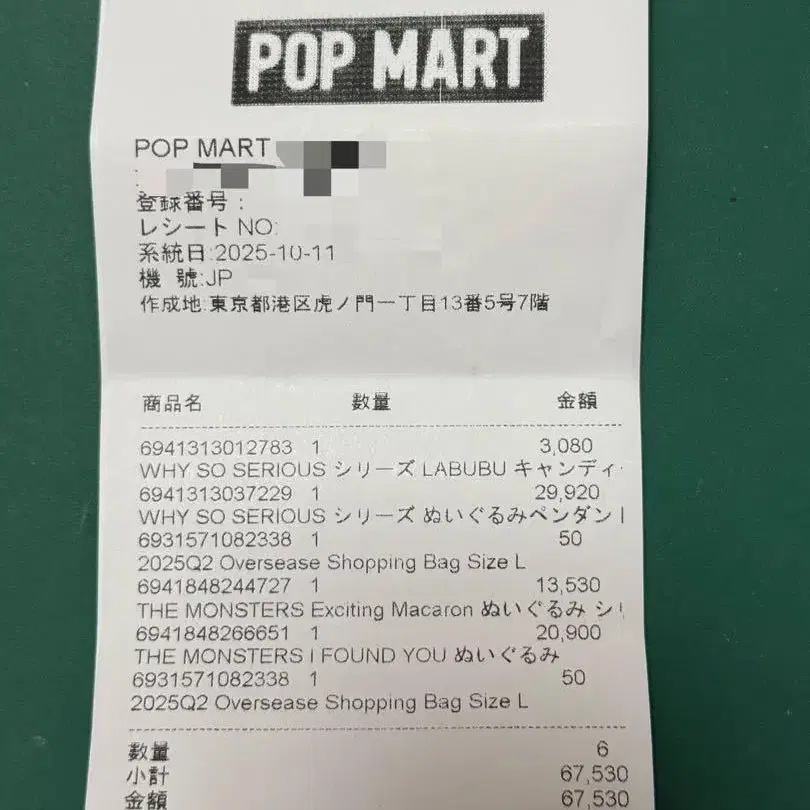 POP MART
POP MART
登録番号:
レシート NO:
系統日:2025-10-11
機 號:JP
作成地:東京都港区虎ノ門一丁目13番5号7階
商品名 数量 金額
6941313012783 1 3,080
WHY SO SERIOUS シリーズ LABUBU キャンディ
6941313037229 1 29,920
WHY SO SERIOUS シリーズ ぬいぐるみペンダン
6931571082338 1 50
2025Q2 Oversease Shopping Bag Size L
6941848244727 1 13,530
THE MONSTERS Exciting Macaron ぬいぐるみ シ
6941848266651 1 20,900
THE MONSTERS I FOUND YOU ぬいぐるみ
6931571082338 1 50
2025Q2 Oversease Shopping Bag Size L
数量 6
小計 67,530
金額 67,530